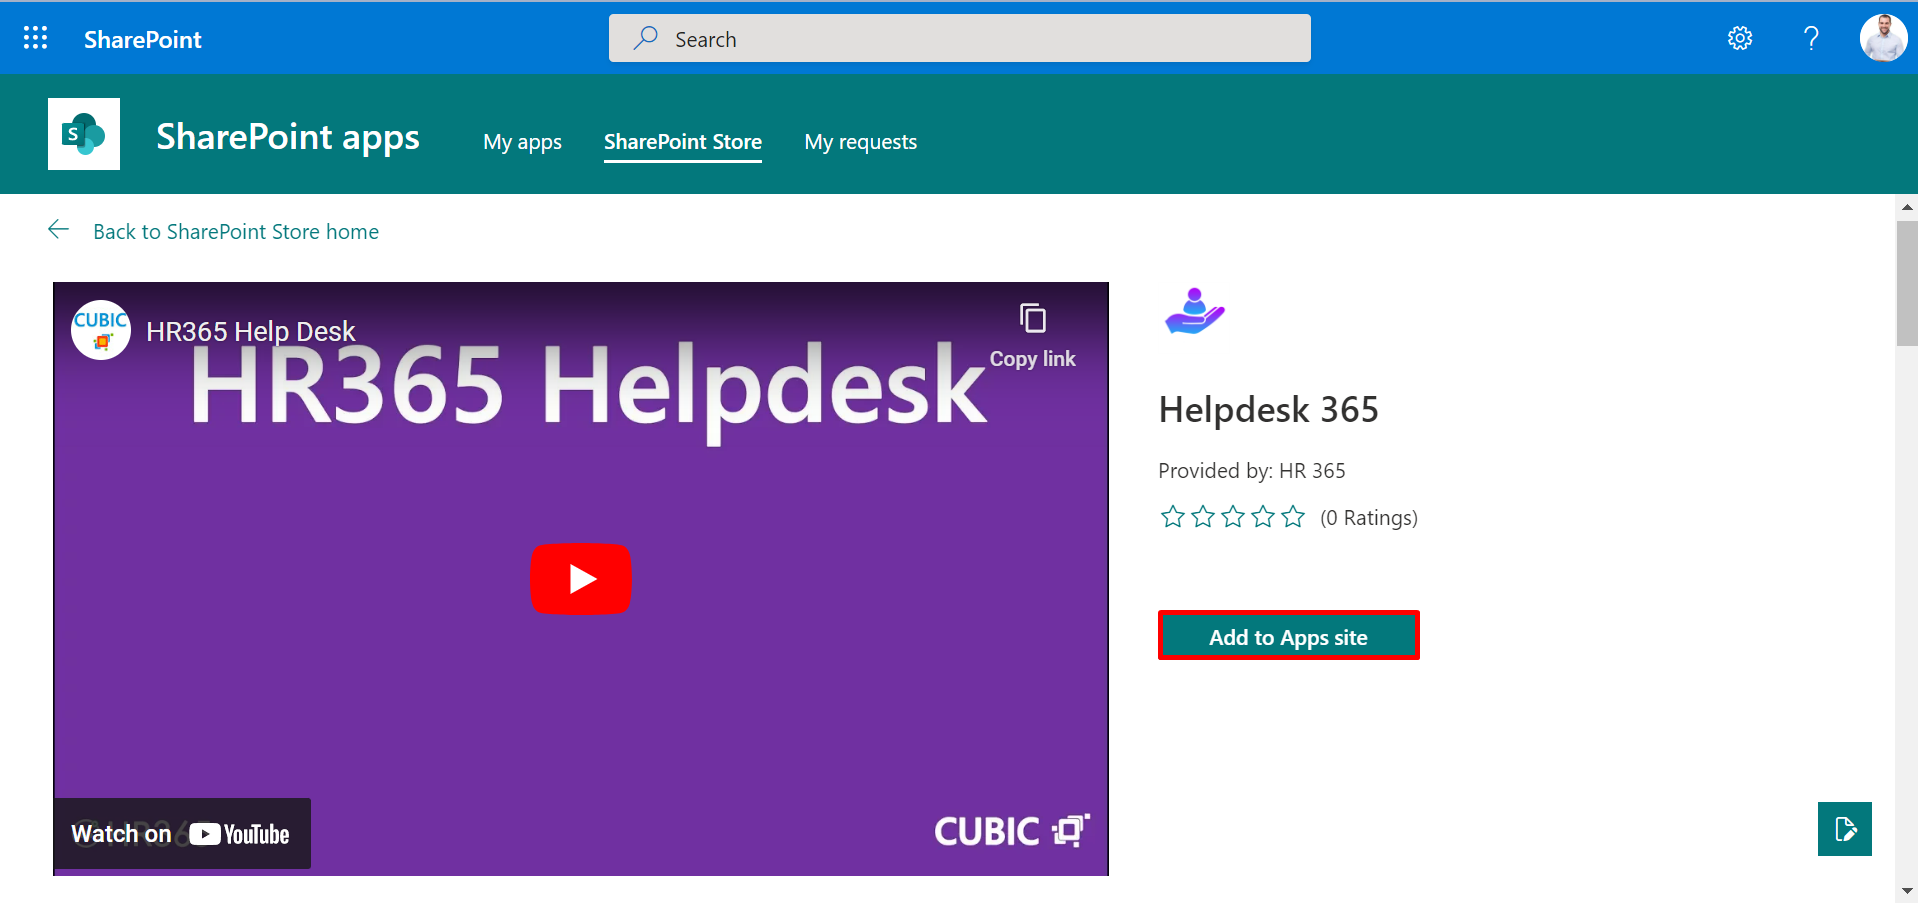 SharePoint
Search
?
S
SharePoint apps
My apps
SharePoint Store
My requests
Back to SharePoint Store home
CUBIC
HR365 Help Desk
Copy link
HR365 Helpdesk
Watch on YouTube
CUBIC
Helpdesk 365
Provided by: HR 365
(0 Ratings)
Add to Apps site